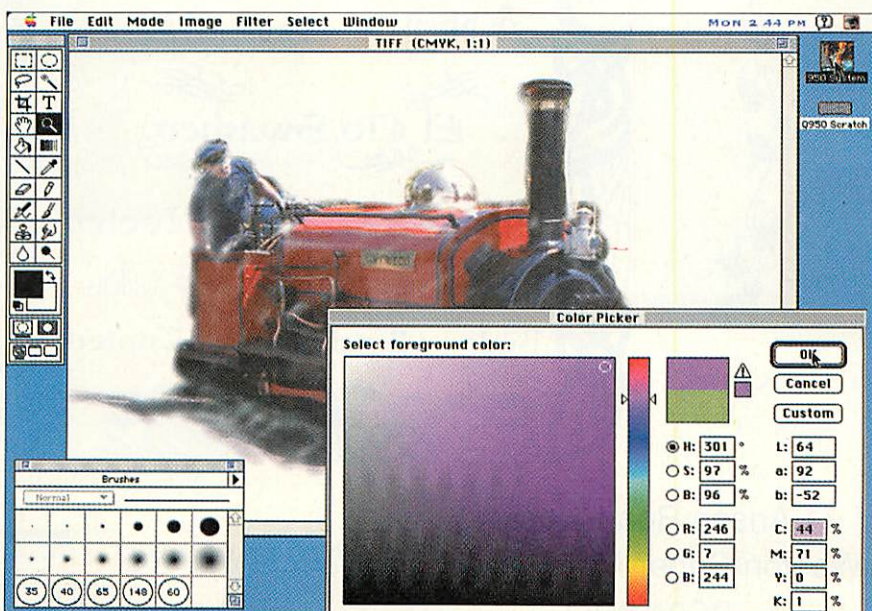 File Edit Mode Image Filter Select Window
MON 2 44 PM
TIFF (CMYK, 1:1)
950 System
Q950 Scratch
T
Color Picker
Select foreground color:
OK
Cancel
Custom
H: 301 °
S: 97 %
B: 96 %
R: 246
G: 7
B: 244
L: 64
a: 92
b: -52
C: 44 %
M: 71 %
Y: 0 %
K: 1 %
Brushes
Normal
35 40 65 148 60